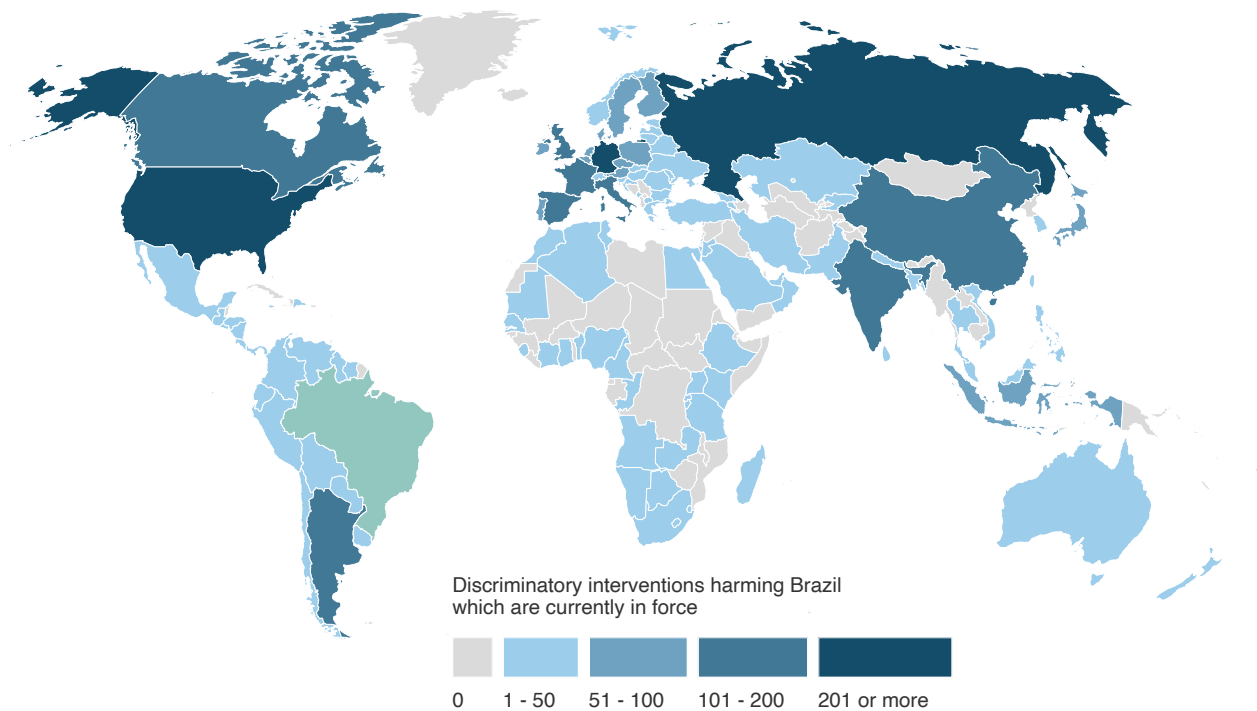 Discriminatory interventions harming Brazil
which are currently in force
0
1 - 50
51 - 100
101 - 200
201 or more